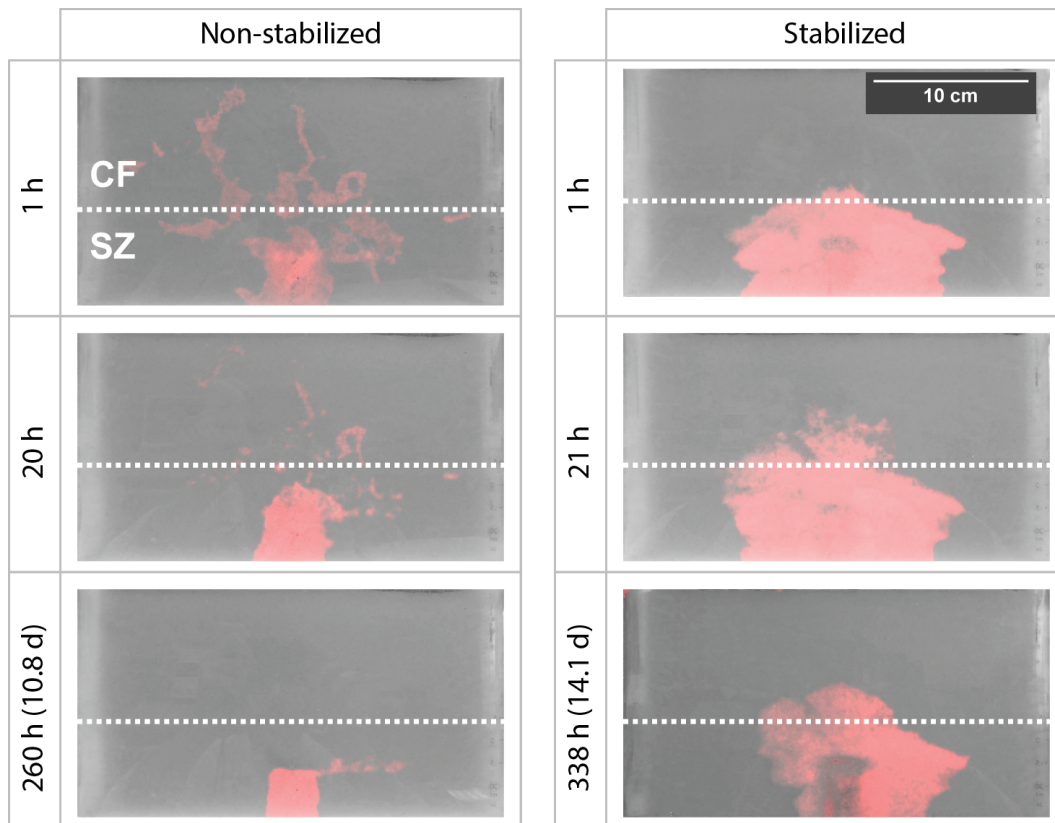 Non-stabilized
Stabilized
1 h
CF
SZ
1 h
10 cm
20 h
21 h
260 h (10.8 d)
338 h (14.1 d)